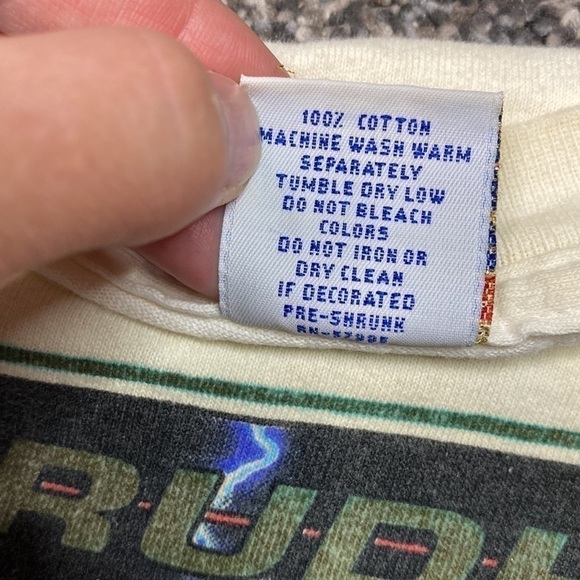 100% COTTON
MACHINE WASH WARM
SEPARATELY
TUMBLE DRY LOW
DO NOT BLEACH
COLORS
DO NOT IRON OR
DRY CLEAN
IF DECORATED
PRE-SHRUNK
R-U-D-